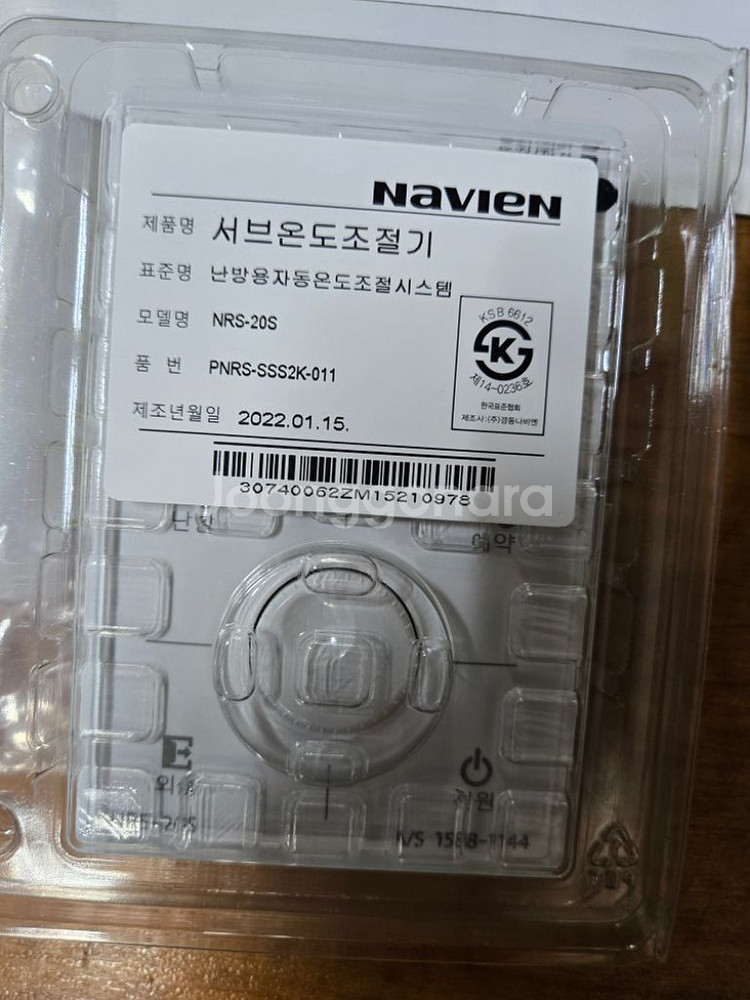 NAVIEN
제품명 서브온도조절기
표준명 난방용자동온도조절시스템
모델명 NRS-20S
품 번 PNRS-SSS2K-011
제조년월일 2022.01.15.
KSB 6612
K
제14-0236호
한국표준협회
제조사:(주)경동나비엔
30740062ZM15210978
Joonggonara
난방
예약
외출
전원
A/S 1588-1144